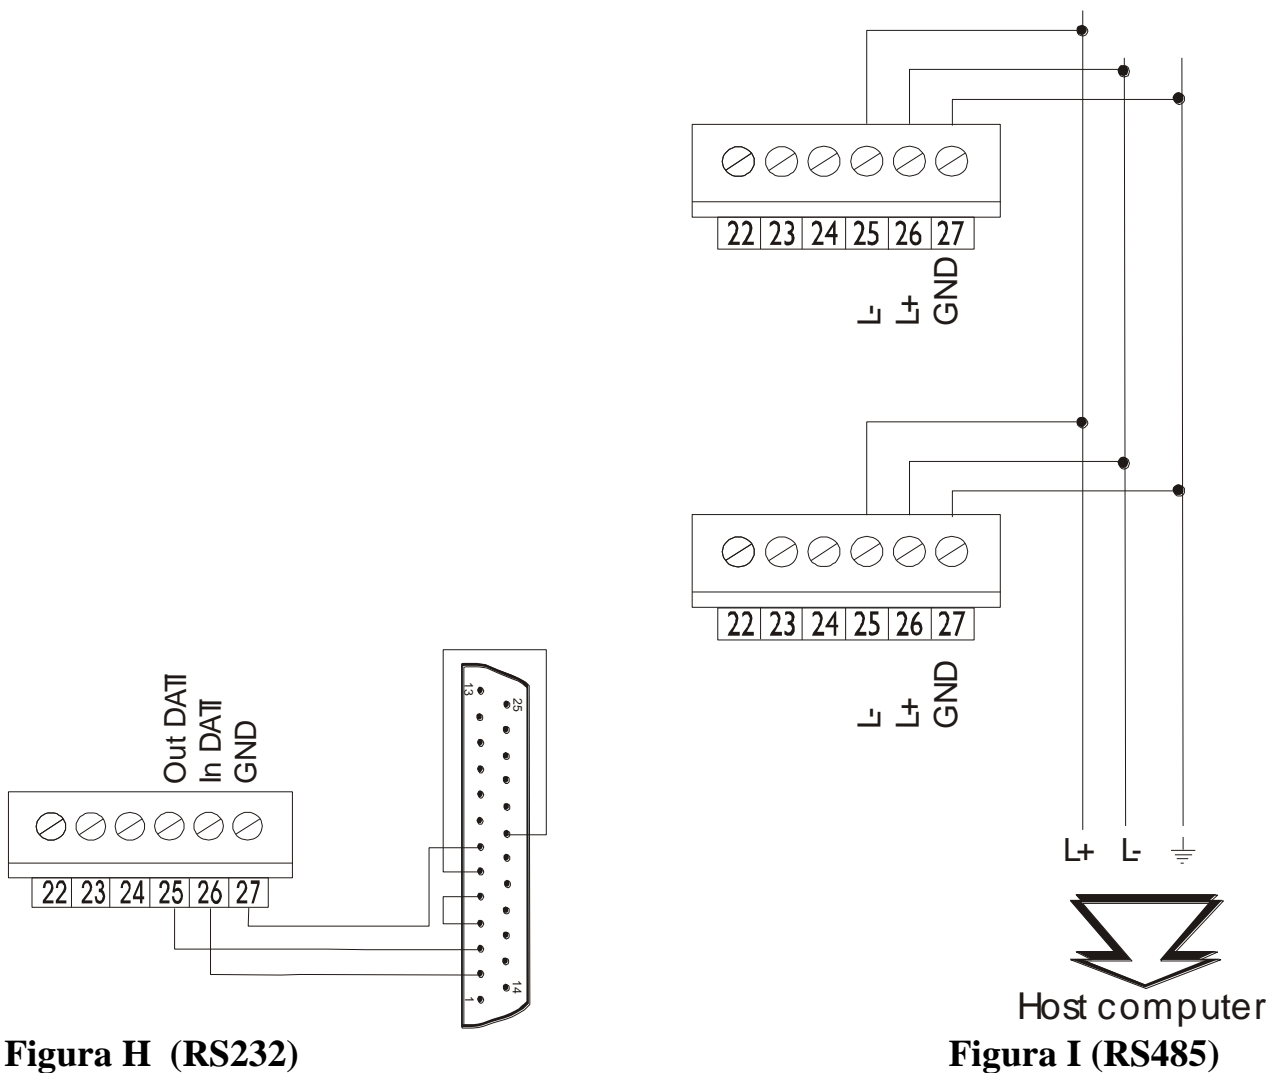 22 23 24 25 26 27
L-
L+
GND
22 23 24 25 26 27
L-
L+
GND
Out DATI
In DATI
GND
22 23 24 25 26 27
13
25
14
1
L+ L-
Host computer
Figura H (RS232)
Figura I (RS485)